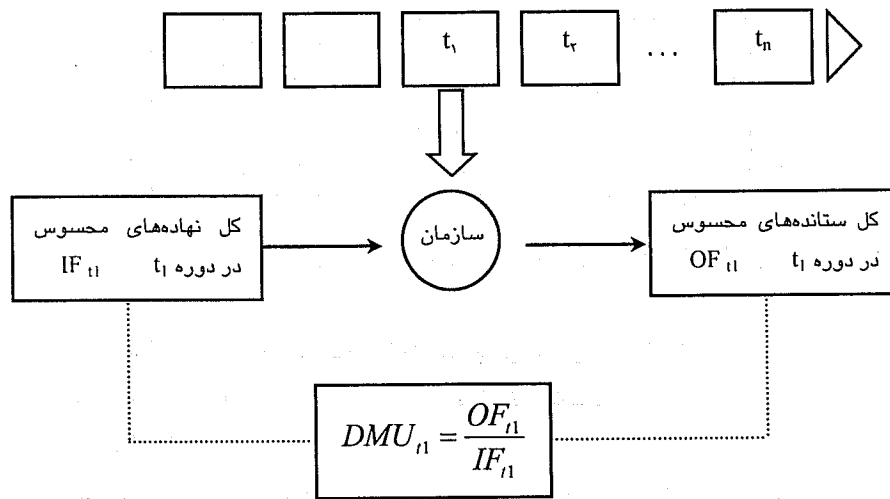 t₁ t₂ ... tₙ
کل نهاده‌های محسوس
در دوره t₁ IF t1
سازمان
کل ستانده‌های محسوس
در دوره t₁ OF t1
DMU_t1 = OF_t1 / IF_t1